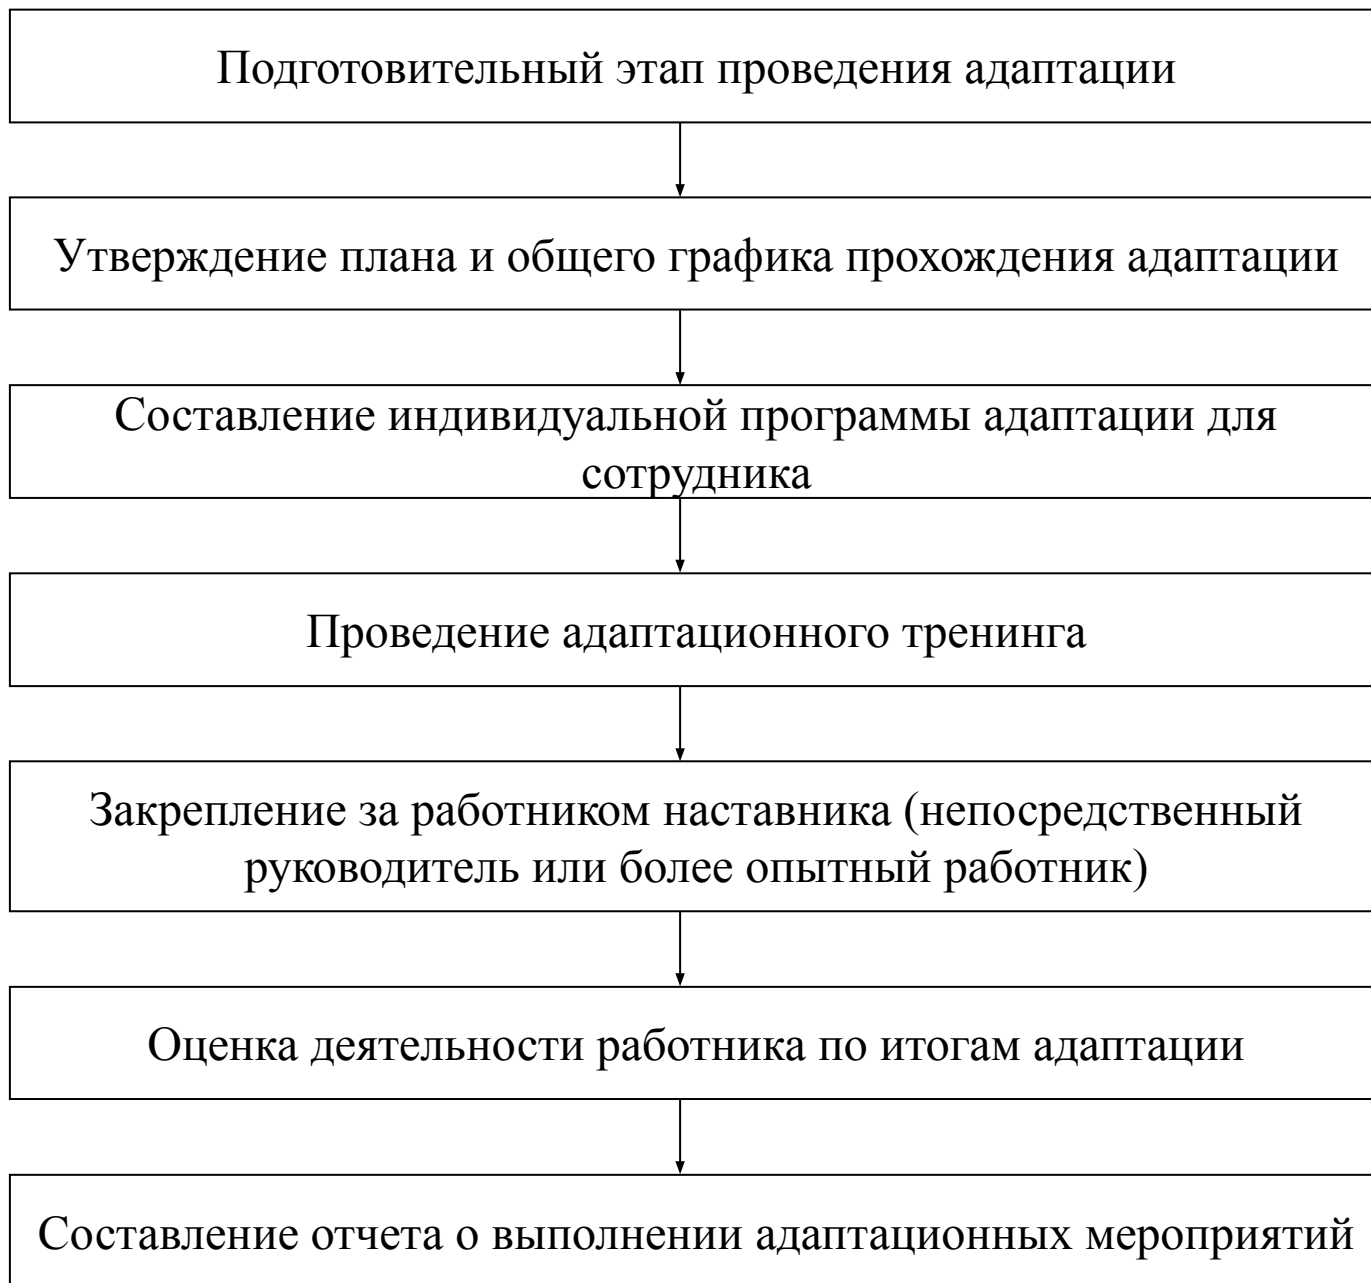 Подготовительный этап проведения адаптации
Утверждение плана и общего графика прохождения адаптации
Составление индивидуальной программы адаптации для
сотрудника
Проведение адаптационного тренинга
Закрепление за работником наставника (непосредственный
руководитель или более опытный работник)
Оценка деятельности работника по итогам адаптации
Составление отчета о выполнении адаптационных мероприятий